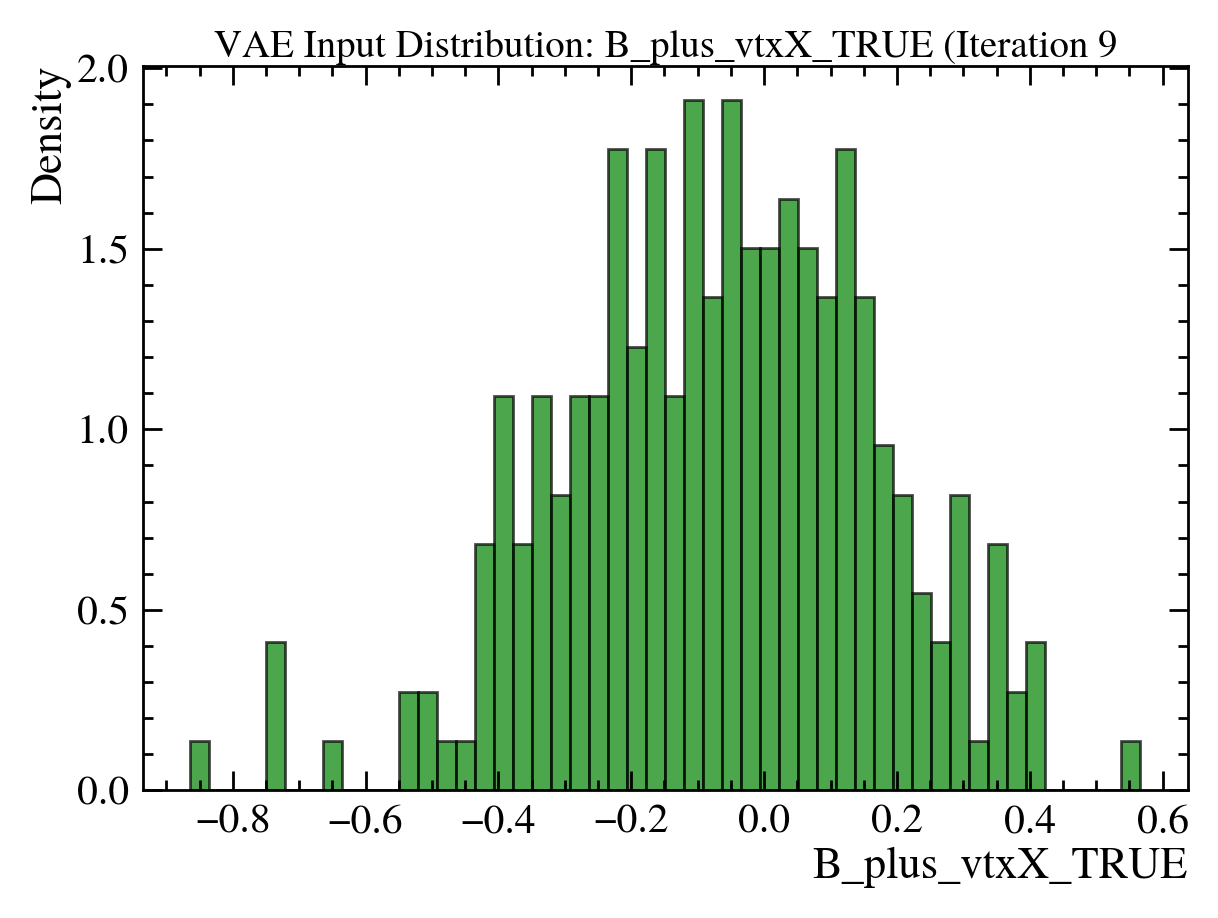 VAE Input Distribution: B_plus_vtxX_TRUE (Iteration 9
Density
2.0
1.5
1.0
0.5
0.0
−0.8 −0.6 −0.4 −0.2 0.0 0.2 0.4 0.6
B_plus_vtxX_TRUE